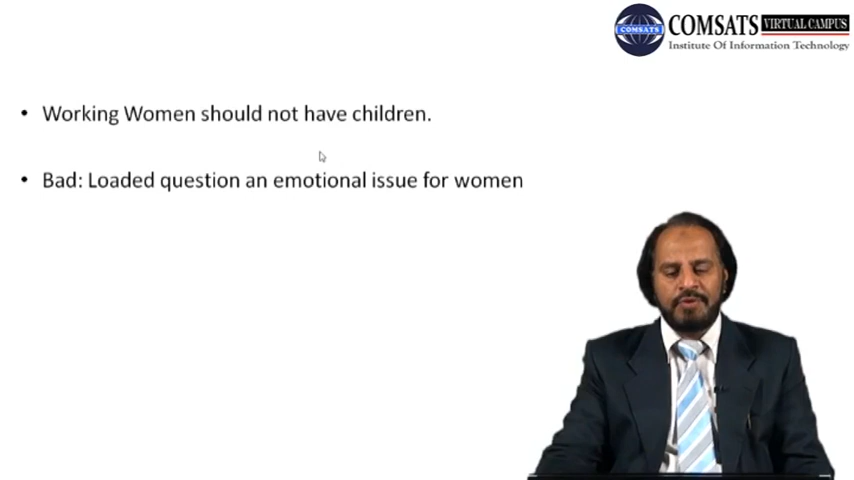 COMSATS
COMSATS VIRTUAL CAMPUS
Institute Of Information Technology
• Working Women should not have children.
• Bad: Loaded question an emotional issue for women